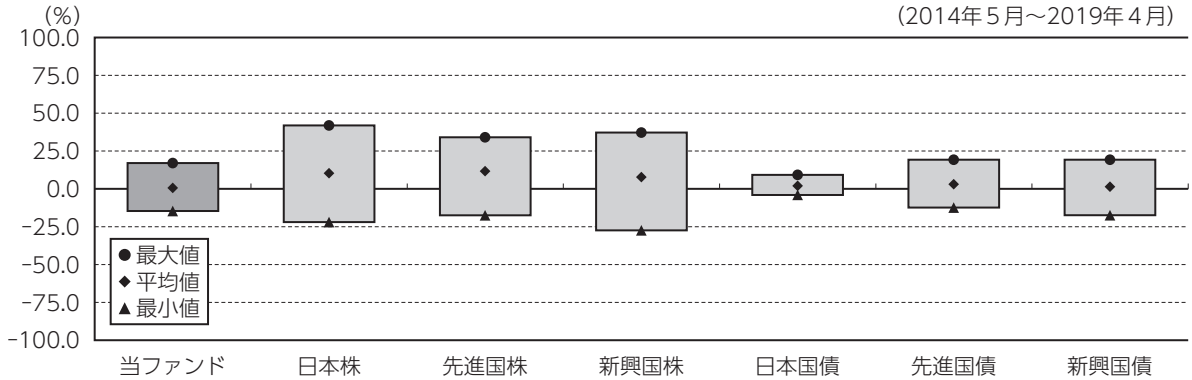 (%)
(2014年5月～2019年4月)
100.0
75.0
50.0
25.0
0.0
-25.0
-50.0
-75.0
-100.0
●最大値
◆平均値
▲最小値
当ファンド 日本株 先進国株 新興国株 日本国債 先進国債 新興国債